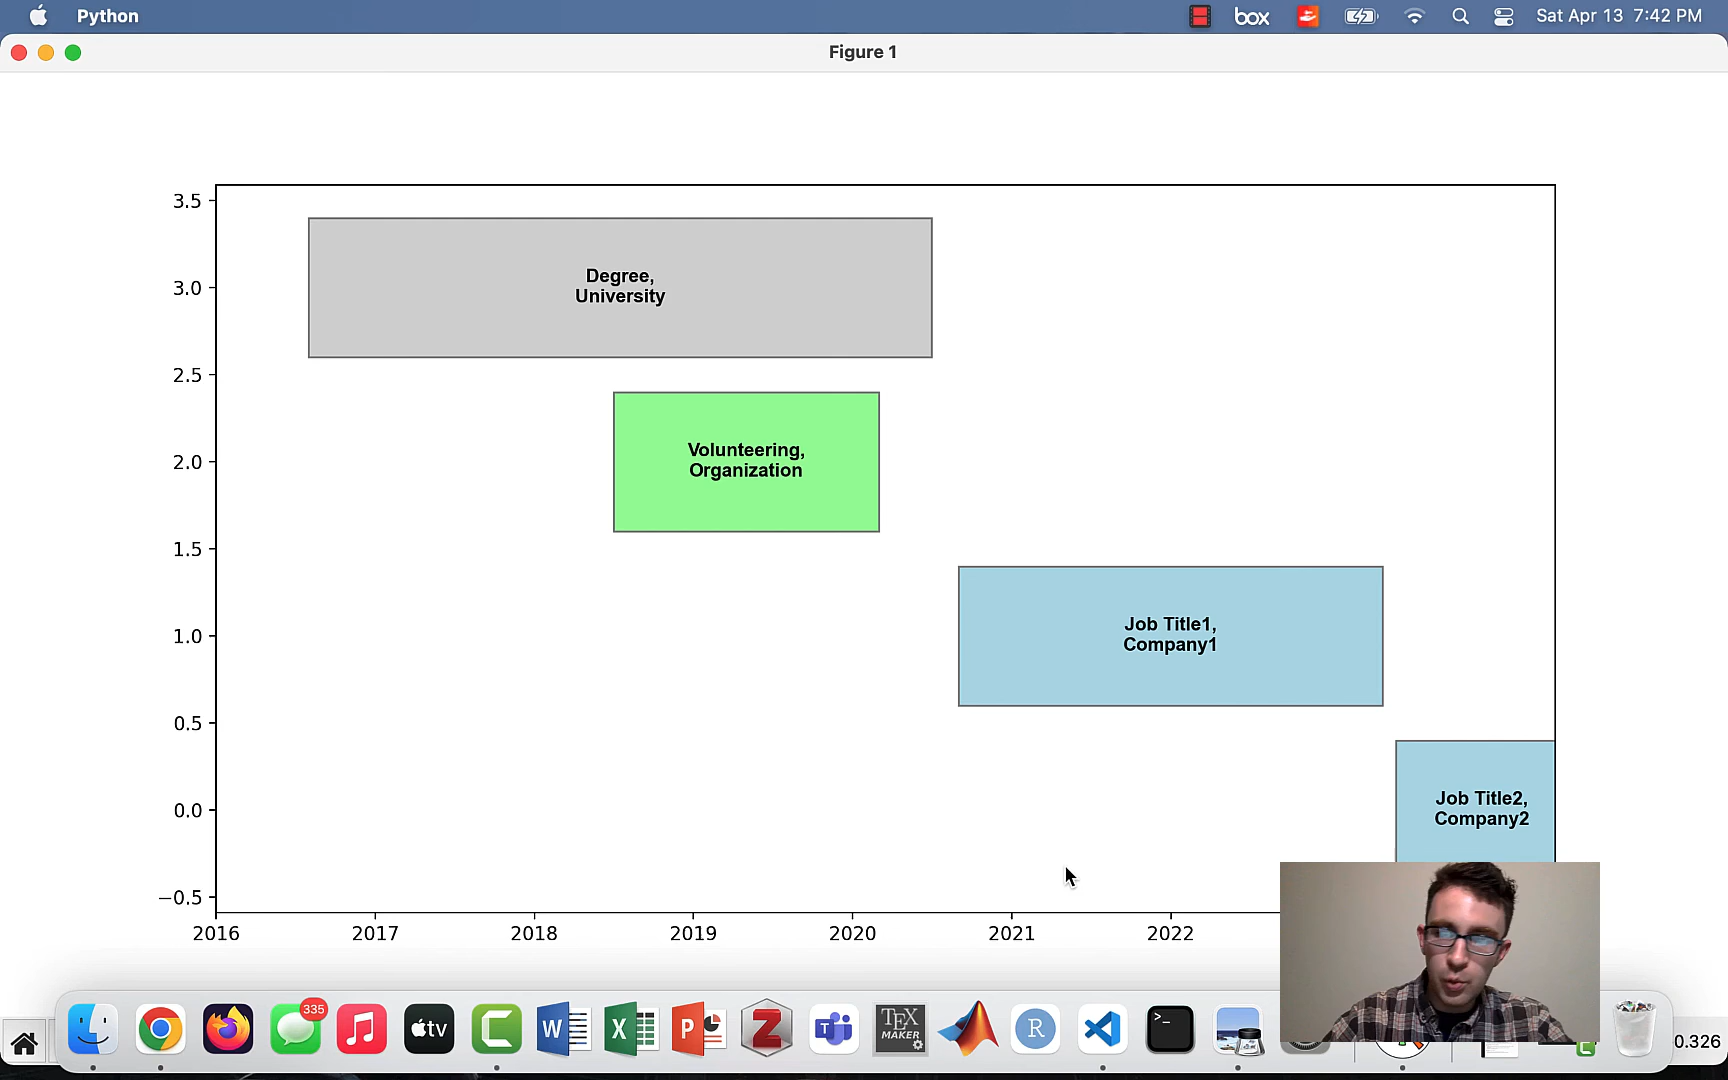 Python
box
Sat Apr 13 7:42 PM
Figure 1
3.5
3.0
2.5
2.0
1.5
1.0
0.5
0.0
−0.5
Degree,
University
Volunteering,
Organization
Job Title1,
Company1
Job Title2,
Company2
2016
2017
2018
2019
2020
2021
2022
335
tv
W
X
P
Z
T
TEX
MAKER
R
>_
0.326